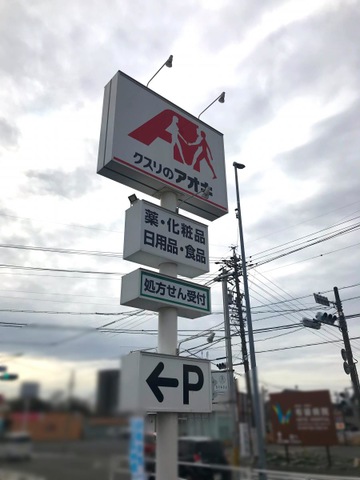 クスリのアオキ
薬・化粧品
日用品・食品
処方せん受付
←P